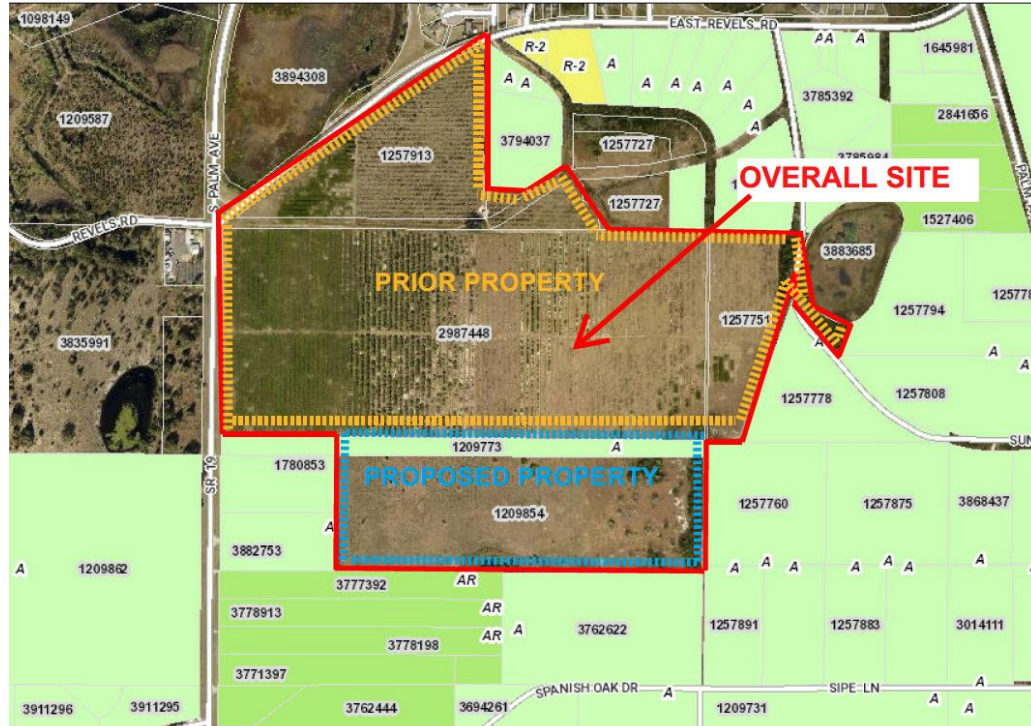 1098149
EAST REVELS RD
R-2
A
A
A
1645981
R-2
A
3894308
A
A
A
A
3785392
1209587
A
2841656
S PALM AVE
1257913
3794037
1257727
A
3785984
OVERALL SITE
1257727
1527406
REVELS RD
3883685
PRIOR PROPERTY
1257794
2987448
1257751
3835991
A
A
A
1257778
1257808
1209773
A
SUN
1780853
PROPOSED PROPERTY
SR 19
1257760
1257875
3868437
1209854
A
3882753
A
1209862
A
A
A
A
A
A
A
A
3777392
AR
3778913
AR
3778198
AR
A
3762622
1257891
1257883
3014111
3771397
SPANISH OAK DR
A
SIPE LN
A
A
3911296
3911295
3762444
3694261
1209731